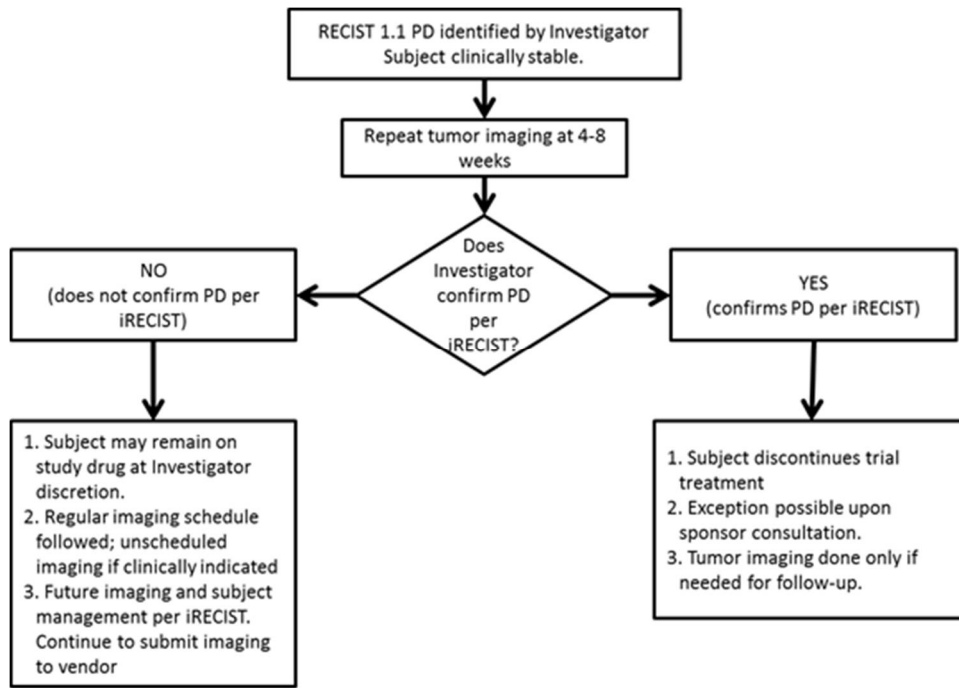 RECIST 1.1 PD identified by Investigator
Subject clinically stable.
Repeat tumor imaging at 4-8
weeks
Does
Investigator
confirm PD
per
iRECIST?
NO
(does not confirm PD per
iRECIST)
YES
(confirms PD per iRECIST)
1. Subject may remain on
study drug at Investigator
discretion.
2. Regular imaging schedule
followed; unscheduled
imaging if clinically indicated
3. Future imaging and subject
management per iRECIST.
Continue to submit imaging
to vendor
1. Subject discontinues trial
treatment
2. Exception possible upon
sponsor consultation.
3. Tumor imaging done only if
needed for follow-up.